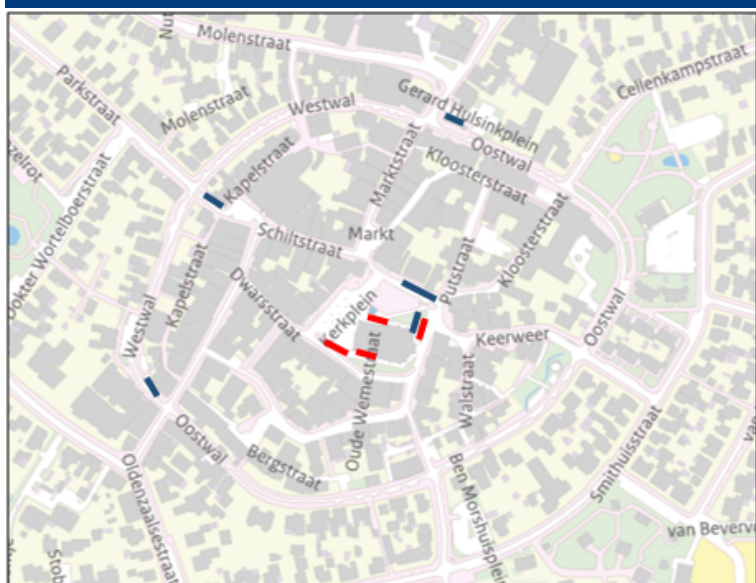 Molenstraat
Parkstraat
Molenstraat
Westwal
Gerard Hulsinkplein
Cellenkampstraat
Oostwal
Kapelstraat
Marktstraat
Kloosterstraat
Dokter Wortelboerstraat
Schiltstraat
Markt
Kloosterstraat
Putstraat
Kapelstraat
Dwarsstraat
Kerkplein
Westwal
Oostwal
Keerweer
Oude Wemestraat
Walstraat
Oostwal
Bergstraat
Smithuisstraat
Oldenzaalsestraat
Ben Morshuisplein
van Beverv